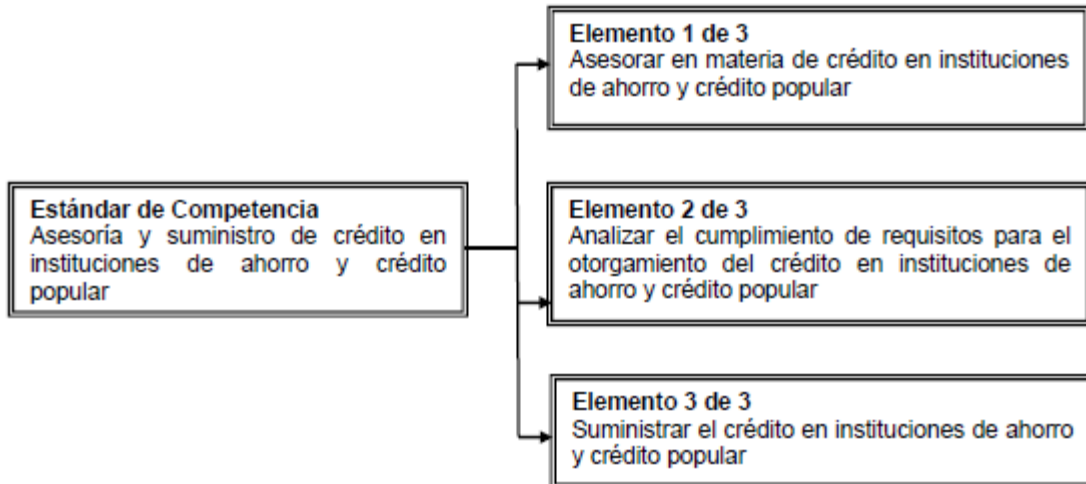 Elemento 1 de 3
Asesorar en materia de crédito en instituciones
de ahorro y crédito popular
Estándar de Competencia
Asesoría y suministro de crédito en
instituciones de ahorro y crédito
popular
Elemento 2 de 3
Analizar el cumplimiento de requisitos para el
otorgamiento del crédito en instituciones de
ahorro y crédito popular
Elemento 3 de 3
Suministrar el crédito en instituciones de ahorro
y crédito popular